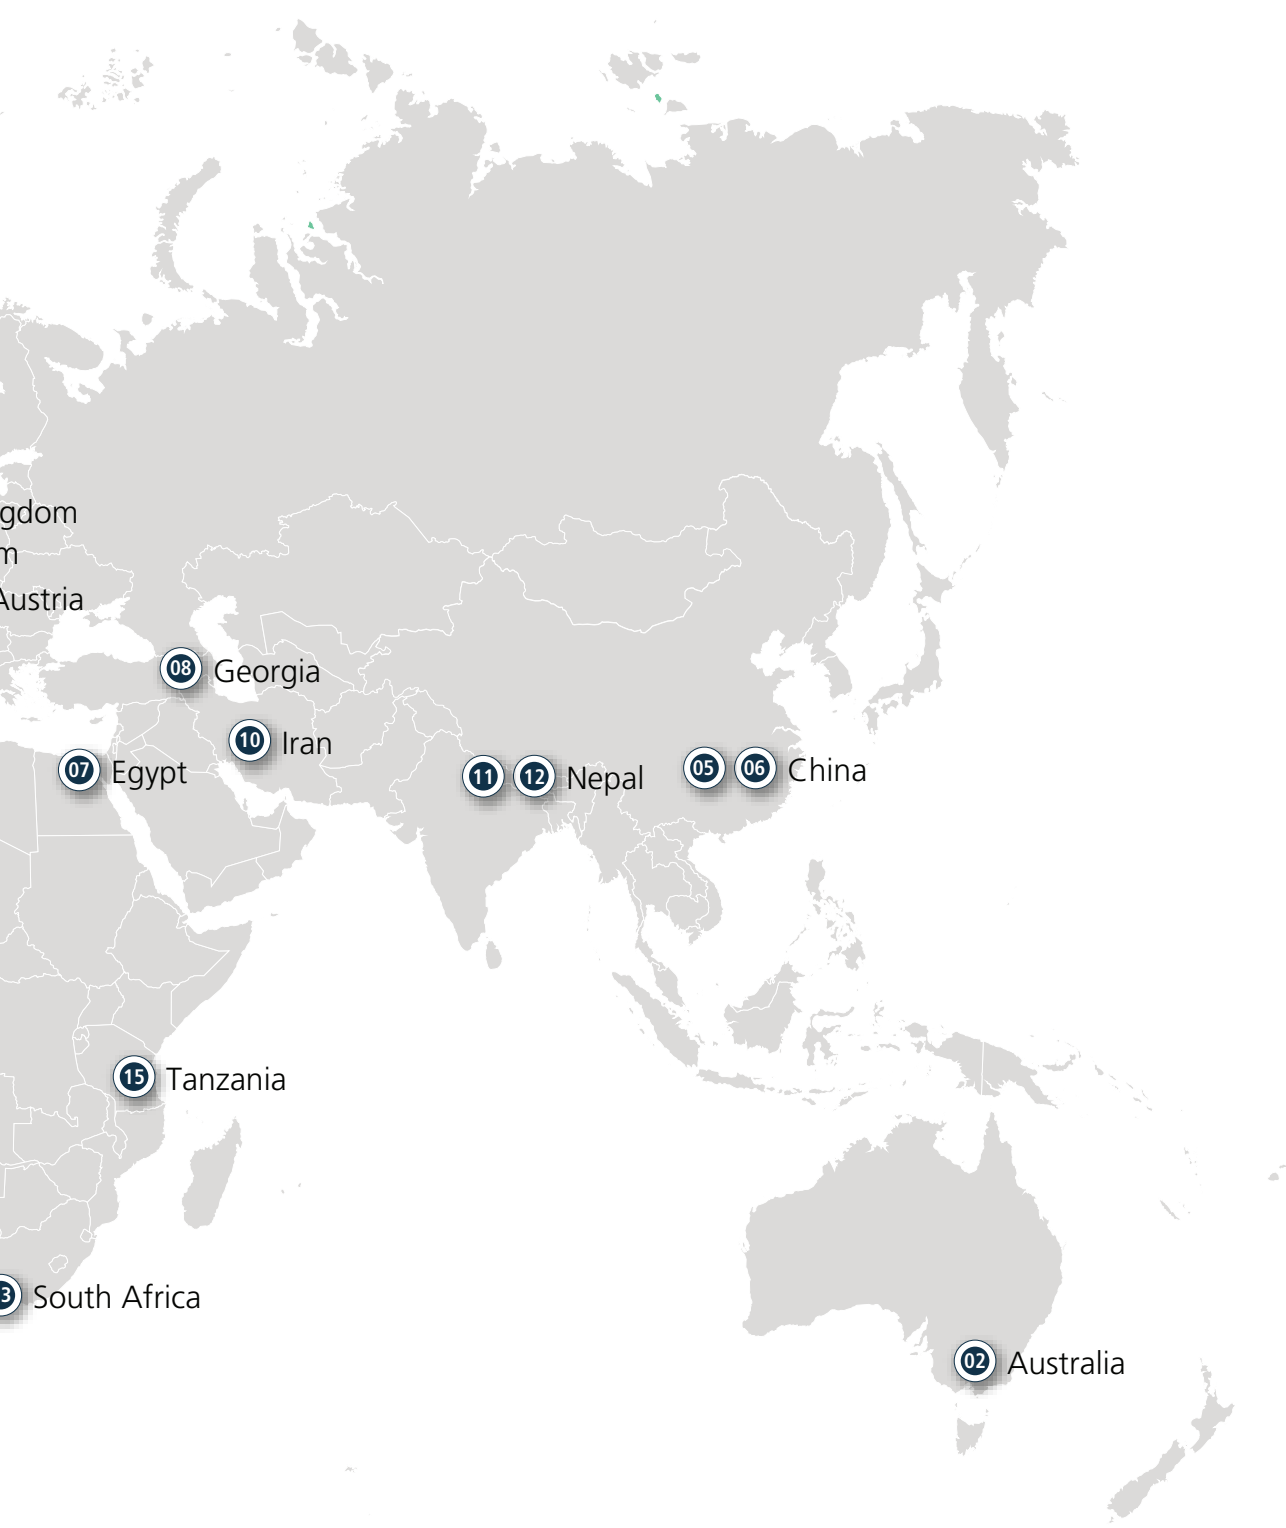 gdom
m
Austria
08 Georgia
10 Iran
07 Egypt
11 12 Nepal
05 06 China
15 Tanzania
3 South Africa
02 Australia